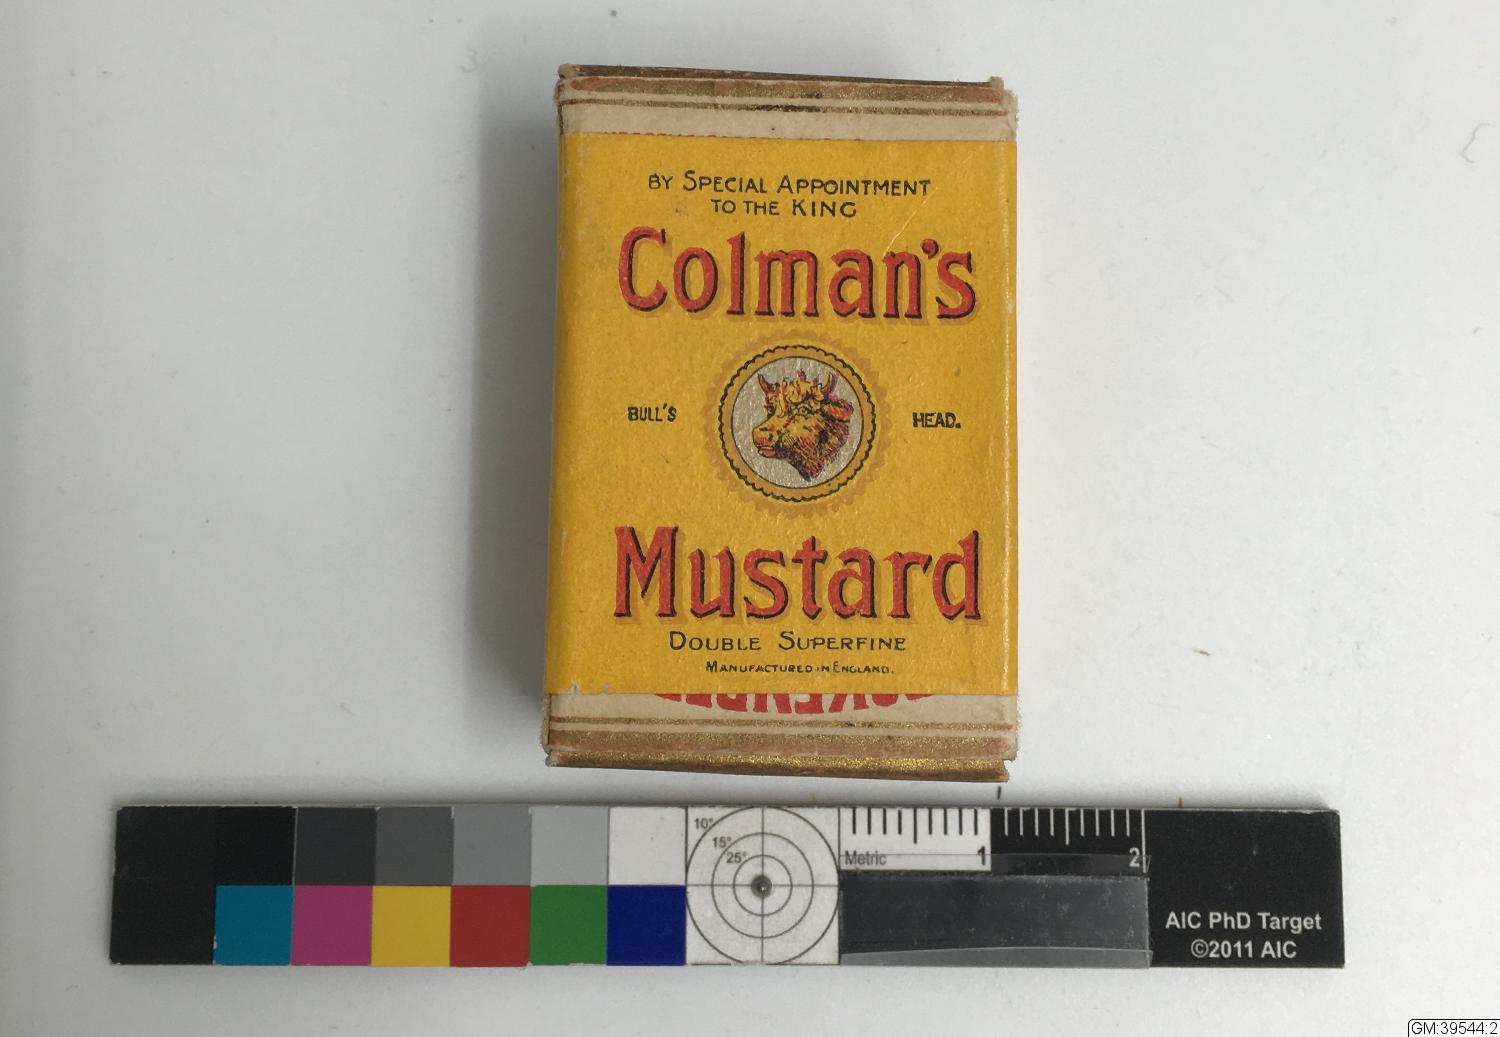 BY SPECIAL APPOINTMENT
TO THE KING
Colman's
BULL'S HEAD.
Mustard
DOUBLE SUPERFINE
MANUFACTURED IN ENGLAND.
10°
15°
25°
Metric 1 2
AIC PhD Target
©2011 AIC
GM:39544:2